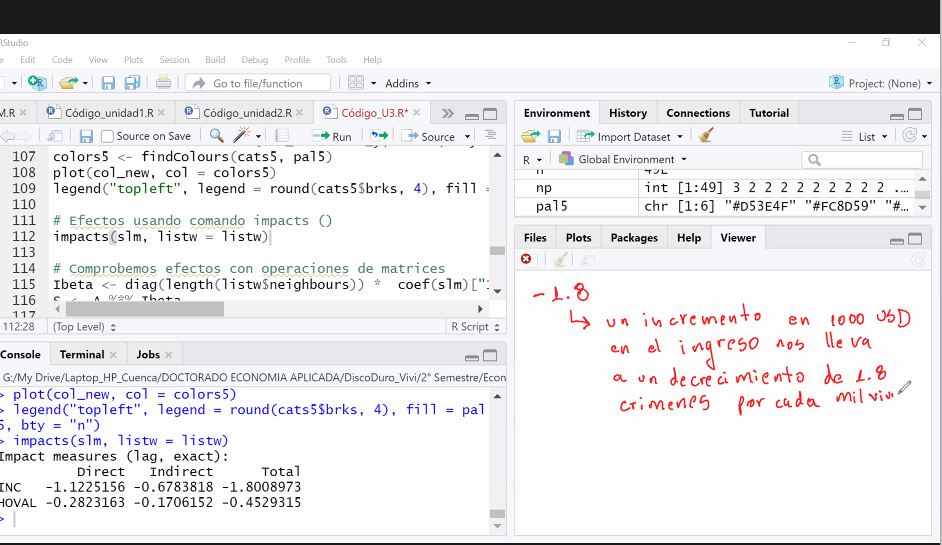 RStudio
Edit Code View Plots Session Build Debug Profile Tools Help
Go to file/function
Addins
Project: (None)
M.R Código_unidad1.R Código_unidad2.R Código_U3.R*
Source on Save Run Source
107 colors5 <- findColours(cats5, pal5)
108 plot(col_new, col = colors5)
109 legend("topleft", legend = round(cats5$brks, 4), fill =
110
111 # Efectos usando comando impacts ()
112 impacts(slm, listw = listw)
113
114 # Comprobemos efectos con operaciones de matrices
115 Ibeta <- diag(length(listw$neighbours)) * coef(slm)["
116 S <- A %*% Ibeta
117
112:28 (Top Level) R Script
Console Terminal Jobs
G:/My Drive/Laptop_HP_Cuenca/DOCTORADO ECONOMIA APLICADA/DiscoDuro_Vivi/2° Semestre/Econ
> plot(col_new, col = colors5)
> legend("topleft", legend = round(cats5$brks, 4), fill = pal
5, bty = "n")
> impacts(slm, listw = listw)
Impact measures (lag, exact):
Direct Indirect Total
INC -1.1225156 -0.6783818 -1.8008973
HOVAL -0.2823163 -0.1706152 -0.4529315
>
Environment History Connections Tutorial
Import Dataset List
R Global Environment
np int [1:49] 3 2 2 2 2 2 2 2 2 2 ...
pal5 chr [1:6] "#D53E4F" "#FC8D59" "#…
Files Plots Packages Help Viewer
-1.8
↳ un incremento en 1000 USD
en el ingreso nos lleva
a un decrecimiento de 1.8
crimenes por cada mil vivi